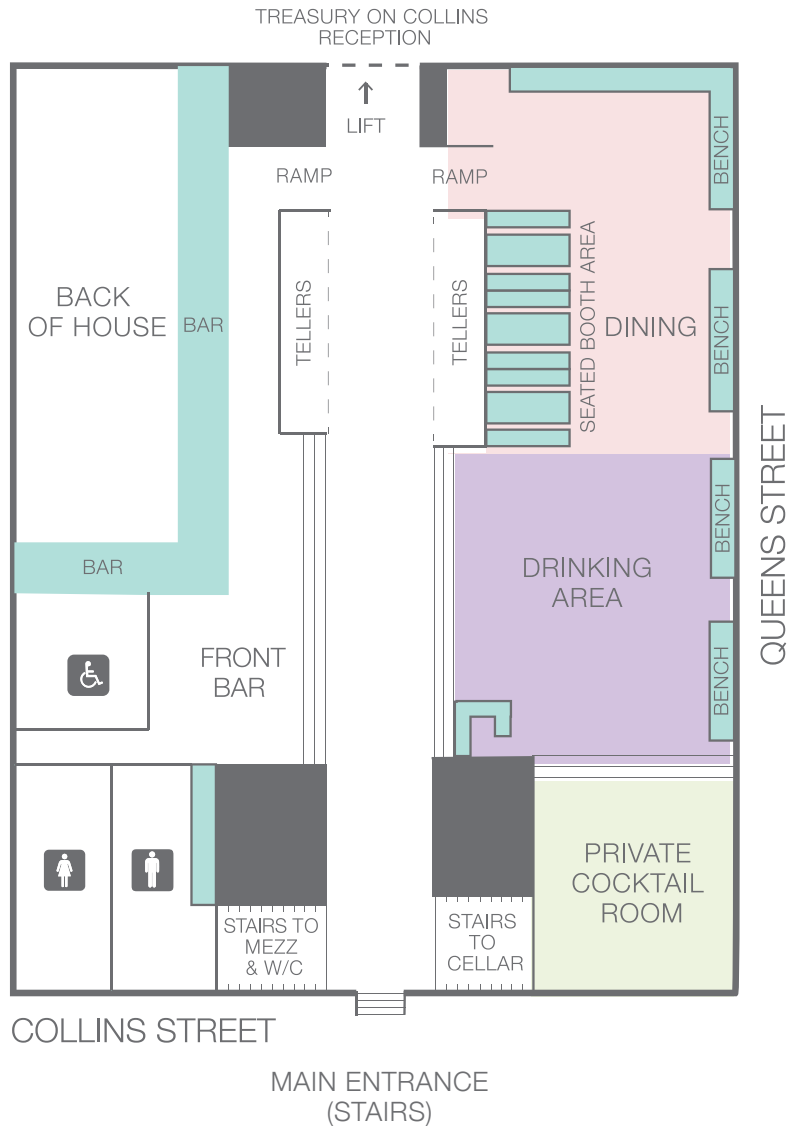 TREASURY ON COLLINS
RECEPTION
LIFT
RAMP
RAMP
BENCH
BACK
OF HOUSE
BAR
TELLERS
TELLERS
SEATED BOOTH AREA
DINING
BENCH
QUEENS STREET
BAR
DRINKING
AREA
BENCH
FRONT
BAR
BENCH
PRIVATE
COCKTAIL
ROOM
STAIRS TO
MEZZ
& W/C
STAIRS
TO
CELLAR
COLLINS STREET
MAIN ENTRANCE
(STAIRS)